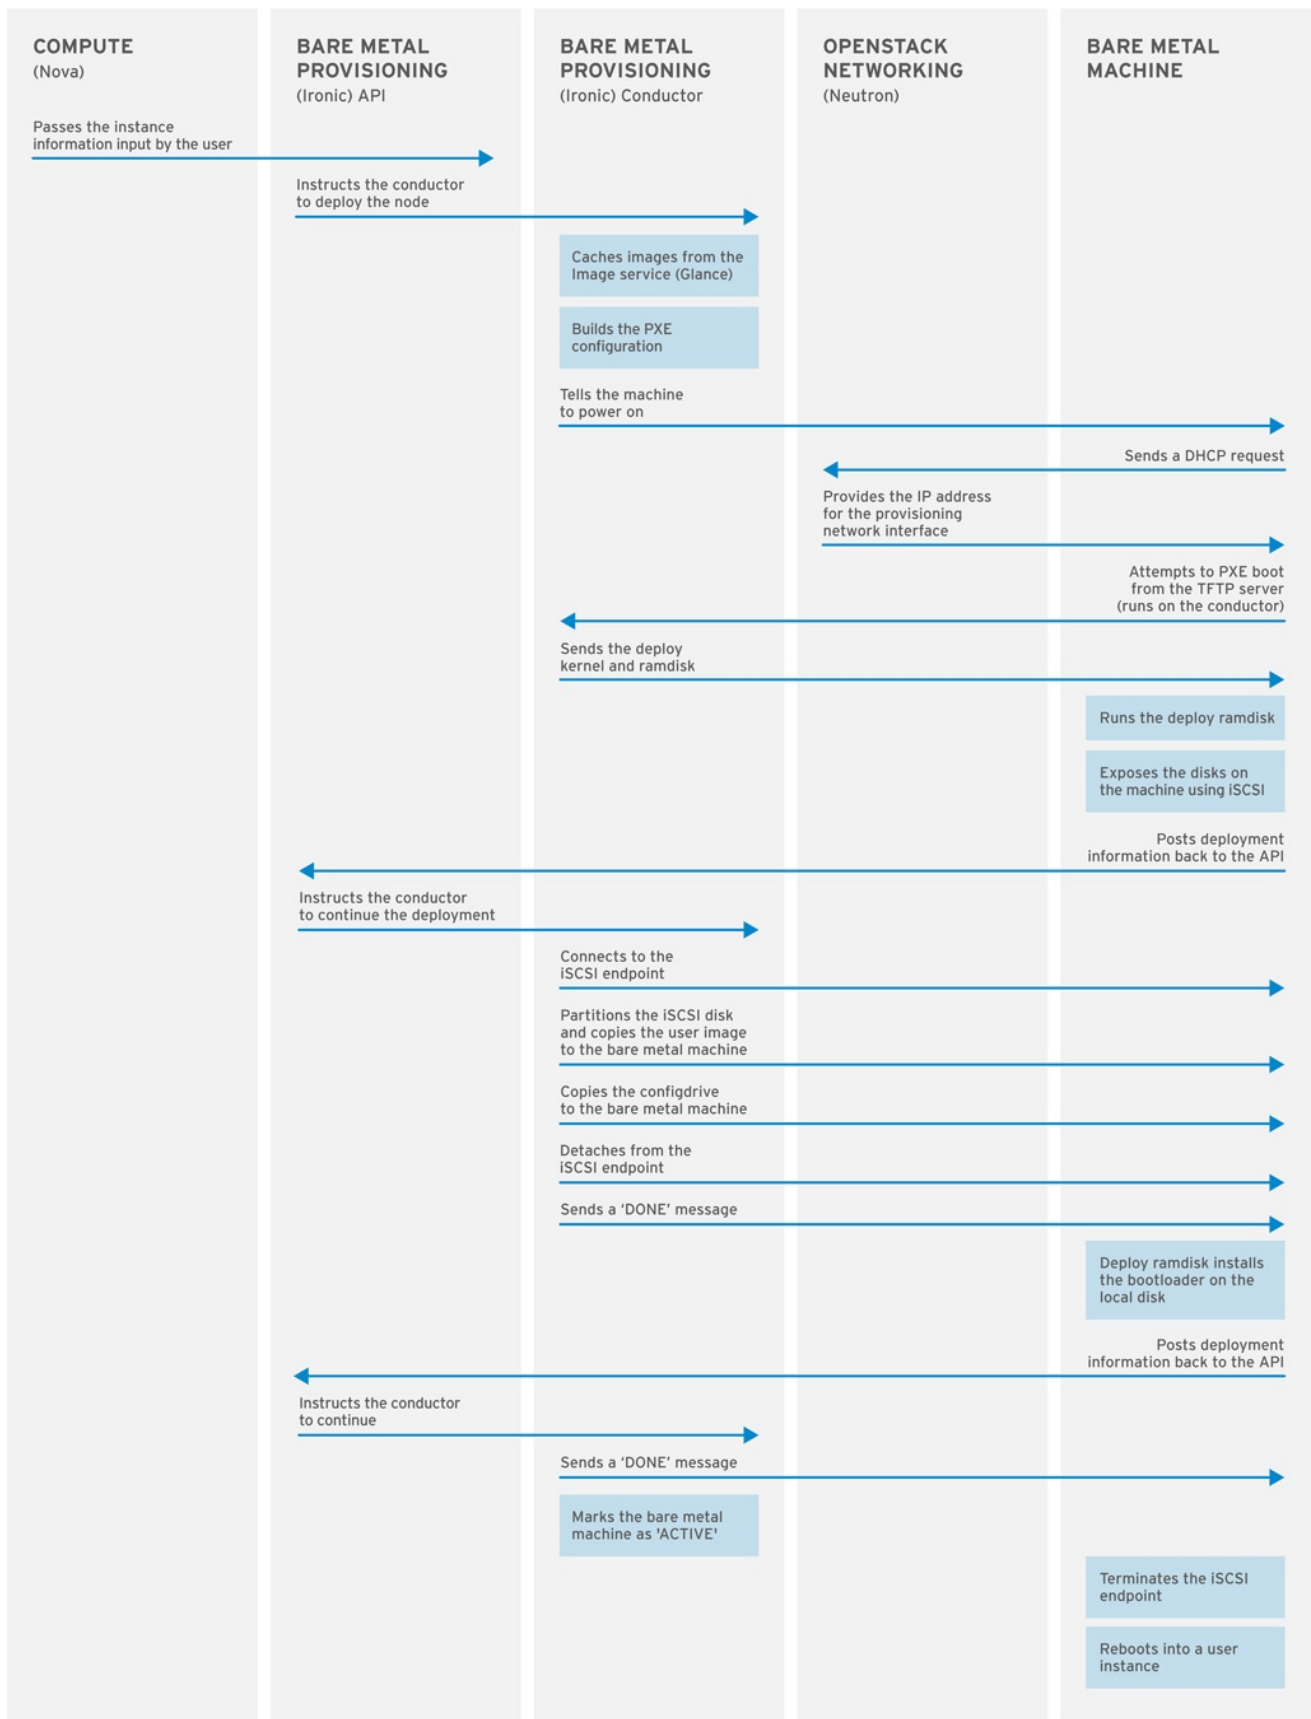 COMPUTE
(Nova)
BARE METAL
PROVISIONING
(Ironic) API
BARE METAL
PROVISIONING
(Ironic) Conductor
OPENSTACK
NETWORKING
(Neutron)
BARE METAL
MACHINE
Passes the instance
information input by the user
Instructs the conductor
to deploy the node
Caches images from the
Image service (Glance)
Builds the PXE
configuration
Tells the machine
to power on
Sends a DHCP request
Provides the IP address
for the provisioning
network interface
Attempts to PXE boot
from the TFTP server
(runs on the conductor)
Sends the deploy
kernel and ramdisk
Runs the deploy ramdisk
Exposes the disks on
the machine using iSCSI
Posts deployment
information back to the API
Instructs the conductor
to continue the deployment
Connects to the
iSCSI endpoint
Partitions the iSCSI disk
and copies the user image
to the bare metal machine
Copies the configdrive
to the bare metal machine
Detaches from the
iSCSI endpoint
Sends a ‘DONE’ message
Deploy ramdisk installs
the bootloader on the
local disk
Posts deployment
information back to the API
Instructs the conductor
to continue
Sends a ‘DONE’ message
Marks the bare metal
machine as 'ACTIVE'
Terminates the iSCSI
endpoint
Reboots into a user
instance